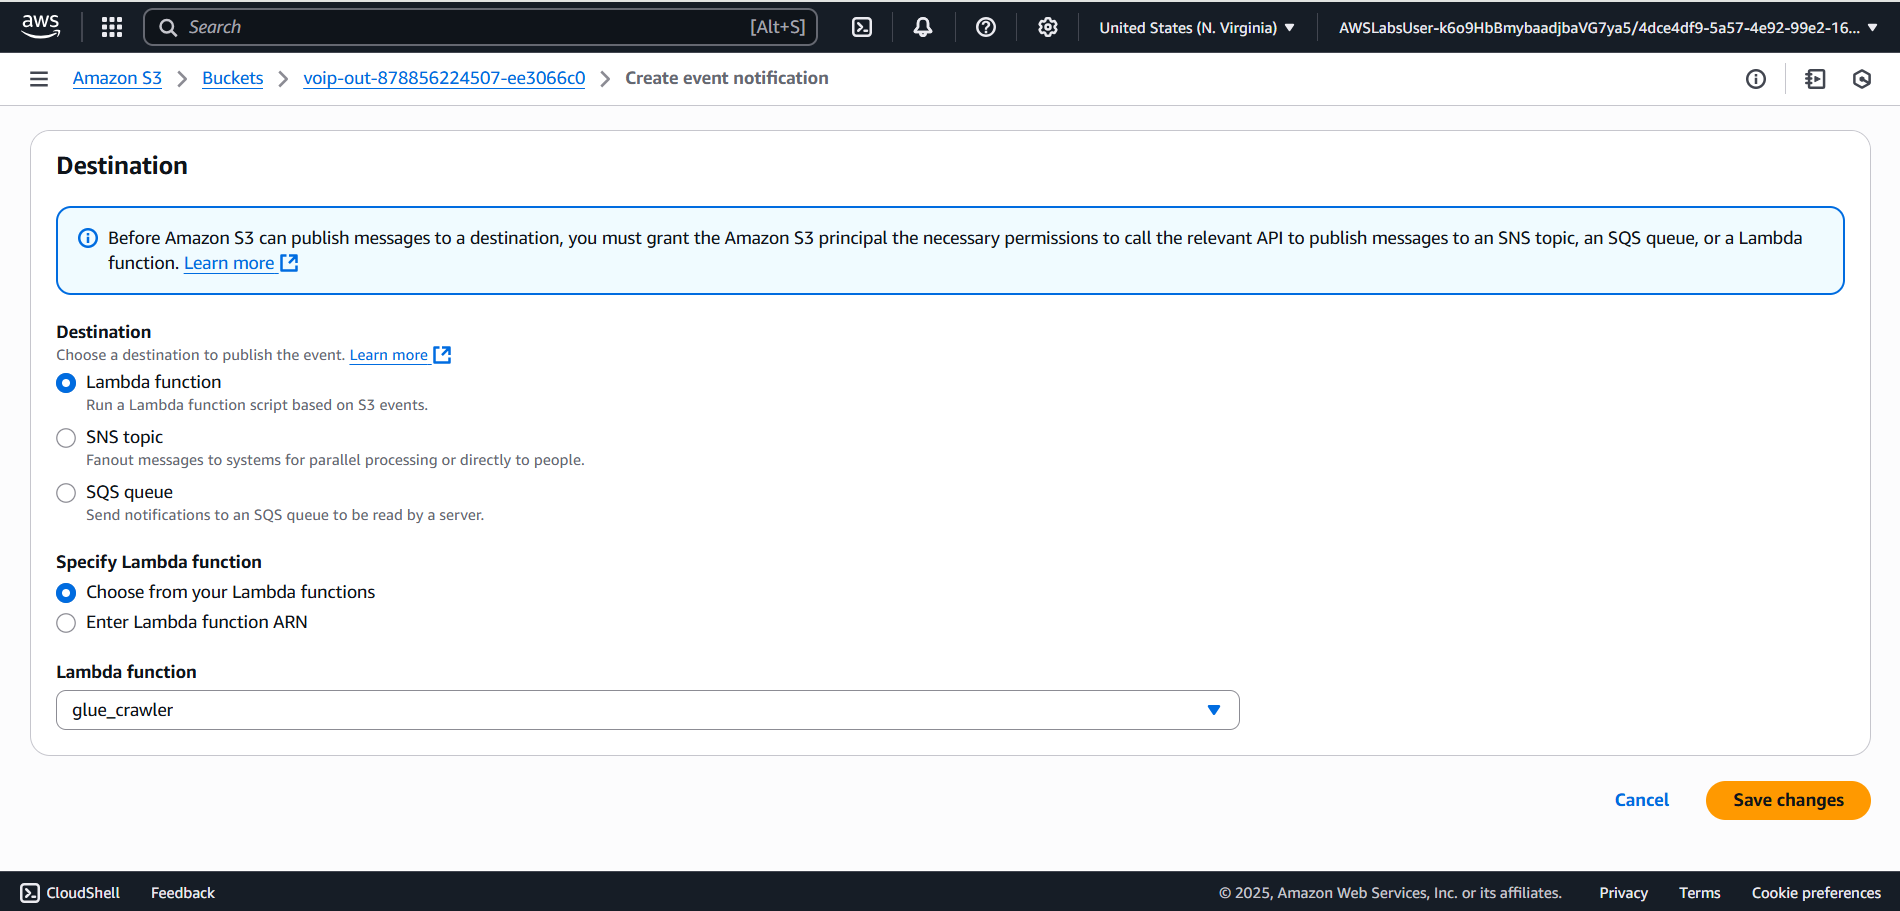 aws
Search [Alt+S]
United States (N. Virginia)
AWSLabsUser-k6o9HbBmybaadjbaVG7ya5/4dce4df9-5a57-4e92-99e2-16...
Amazon S3
Buckets
voip-out-878856224507-ee3066c0
Create event notification
Destination
Before Amazon S3 can publish messages to a destination, you must grant the Amazon S3 principal the necessary permissions to call the relevant API to publish messages to an SNS topic, an SQS queue, or a Lambda
function. Learn more
Destination
Choose a destination to publish the event. Learn more
Lambda function
Run a Lambda function script based on S3 events.
SNS topic
Fanout messages to systems for parallel processing or directly to people.
SQS queue
Send notifications to an SQS queue to be read by a server.
Specify Lambda function
Choose from your Lambda functions
Enter Lambda function ARN
Lambda function
glue_crawler
Cancel
Save changes
CloudShell
Feedback
© 2025, Amazon Web Services, Inc. or its affiliates.
Privacy
Terms
Cookie preferences